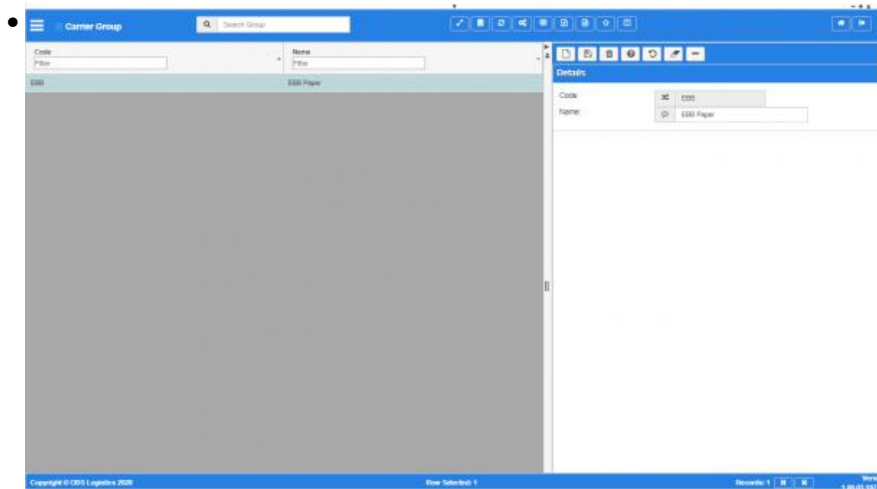 Carrier Group
Search Group
Code
Filter
Name
Filter
EBB
EBB Paper
Details
Code:
EBB
Name:
EBB Paper
Copyright © OBS Logistics 2020
Row Selected: 1
Records: 1